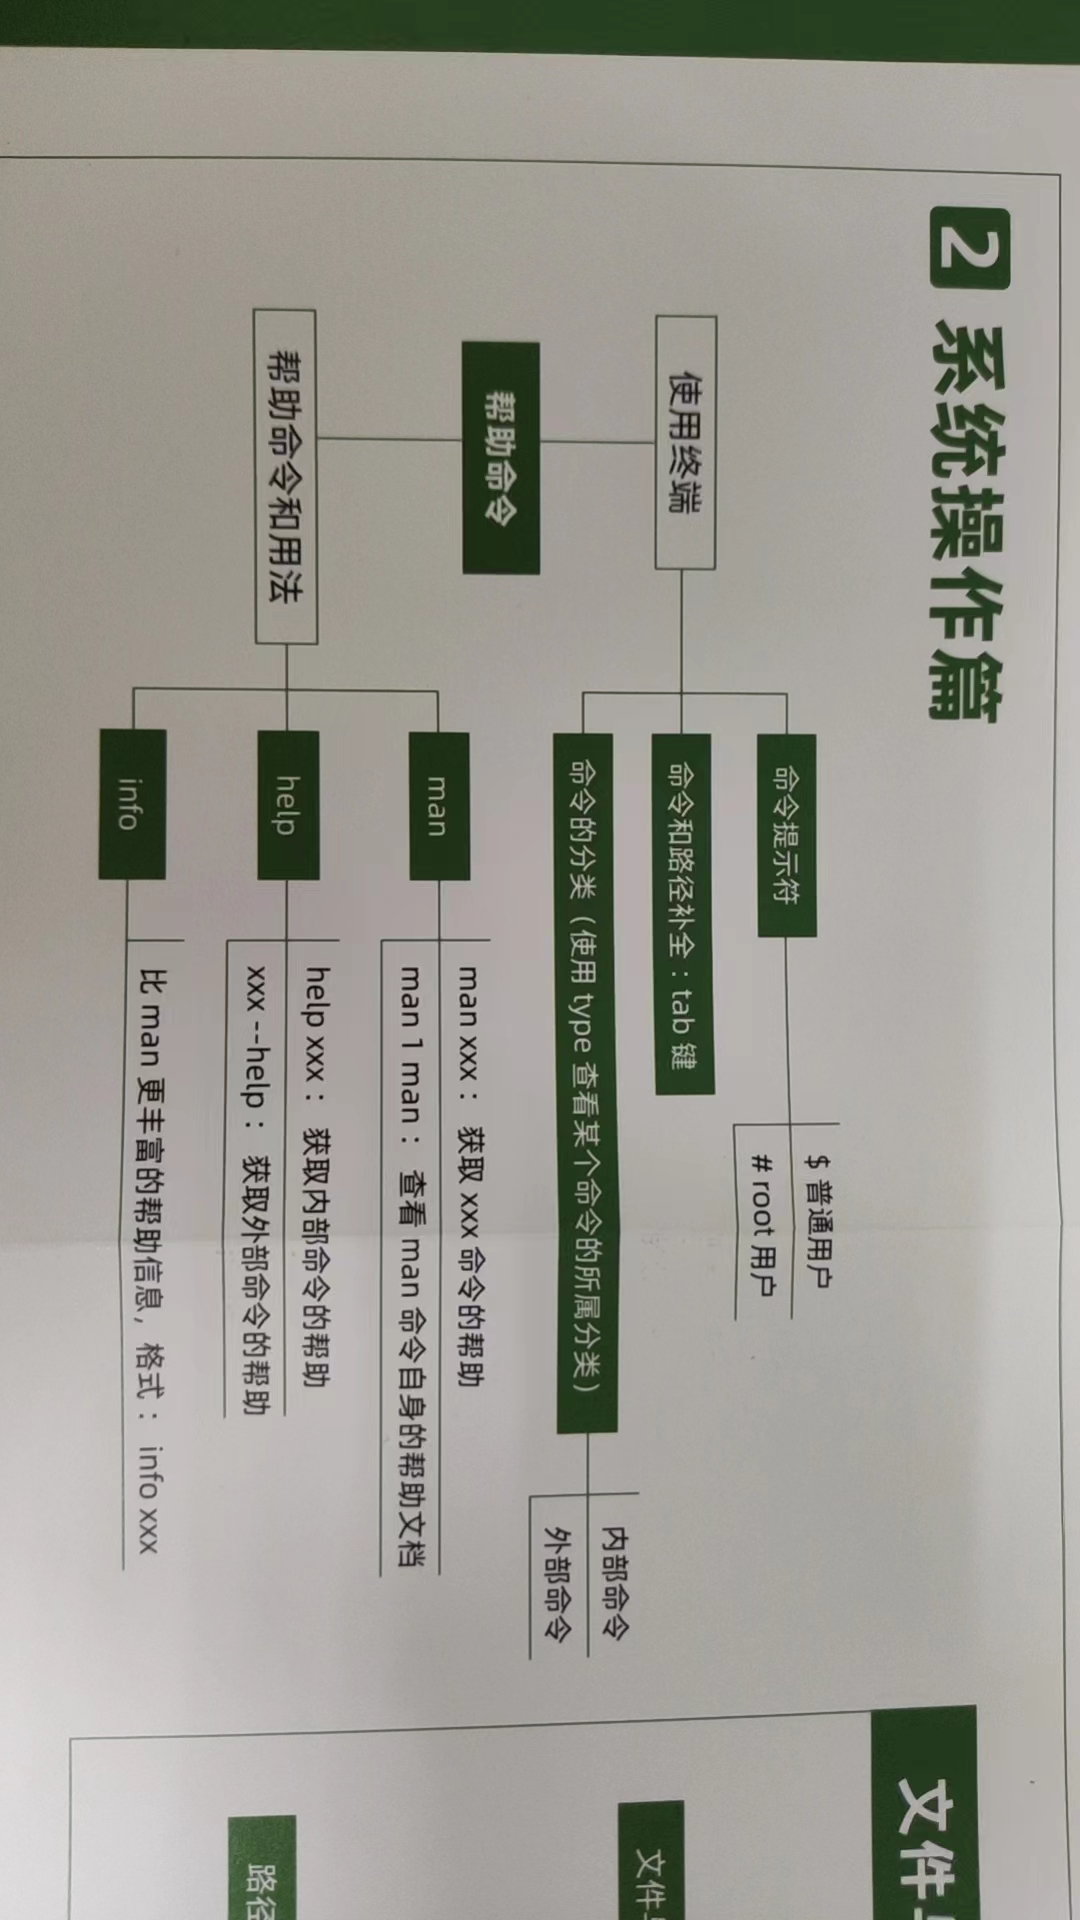 2 系统操作篇
使用终端
命令提示符
$ 普通用户
# root 用户
命令和路径补全：tab 键
命令的分类（使用 type 查看某个命令的所属分类）
内部命令
外部命令
帮助命令
帮助命令和用法
man
man xxx： 获取 xxx 命令的帮助
man 1 man： 查看 man 命令自身的帮助文档
help
help xxx： 获取内部命令的帮助
xxx --help： 获取外部命令的帮助
info
比 man 更丰富的帮助信息，格式： info xxx
文件
文件
路径